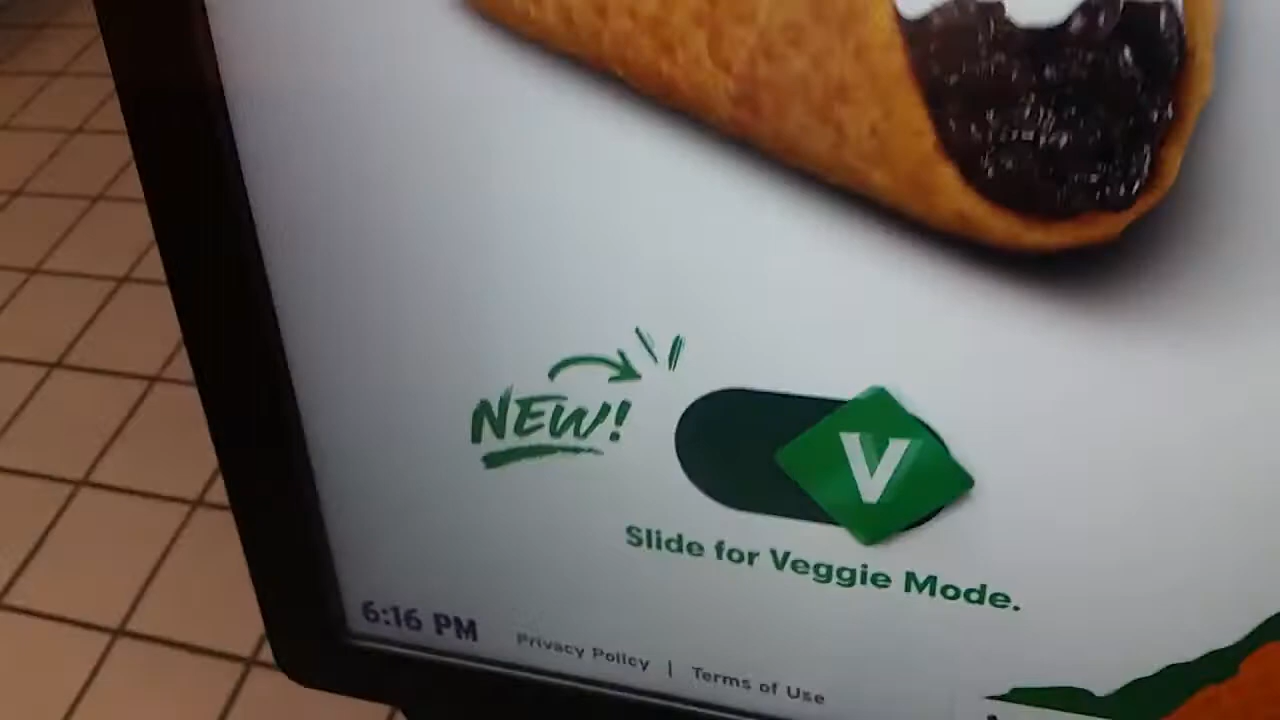 NEW!
V
Slide for Veggie Mode.
6:16 PM
Privacy Policy | Terms of Use